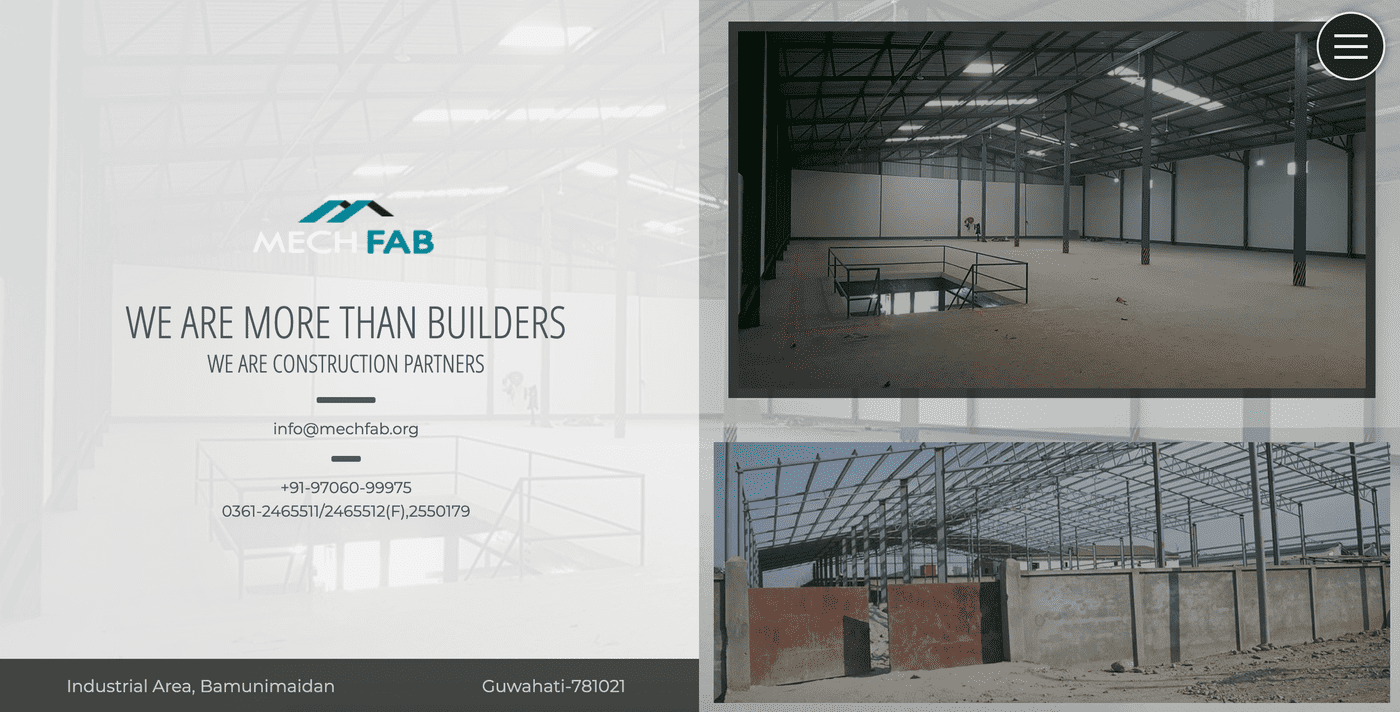 MECH FAB
WE ARE MORE THAN BUILDERS
WE ARE CONSTRUCTION PARTNERS
info@mechfab.org
+91-97060-99975
0361-2465511/2465512(F),2550179
Industrial Area, Bamunimaidan
Guwahati-781021